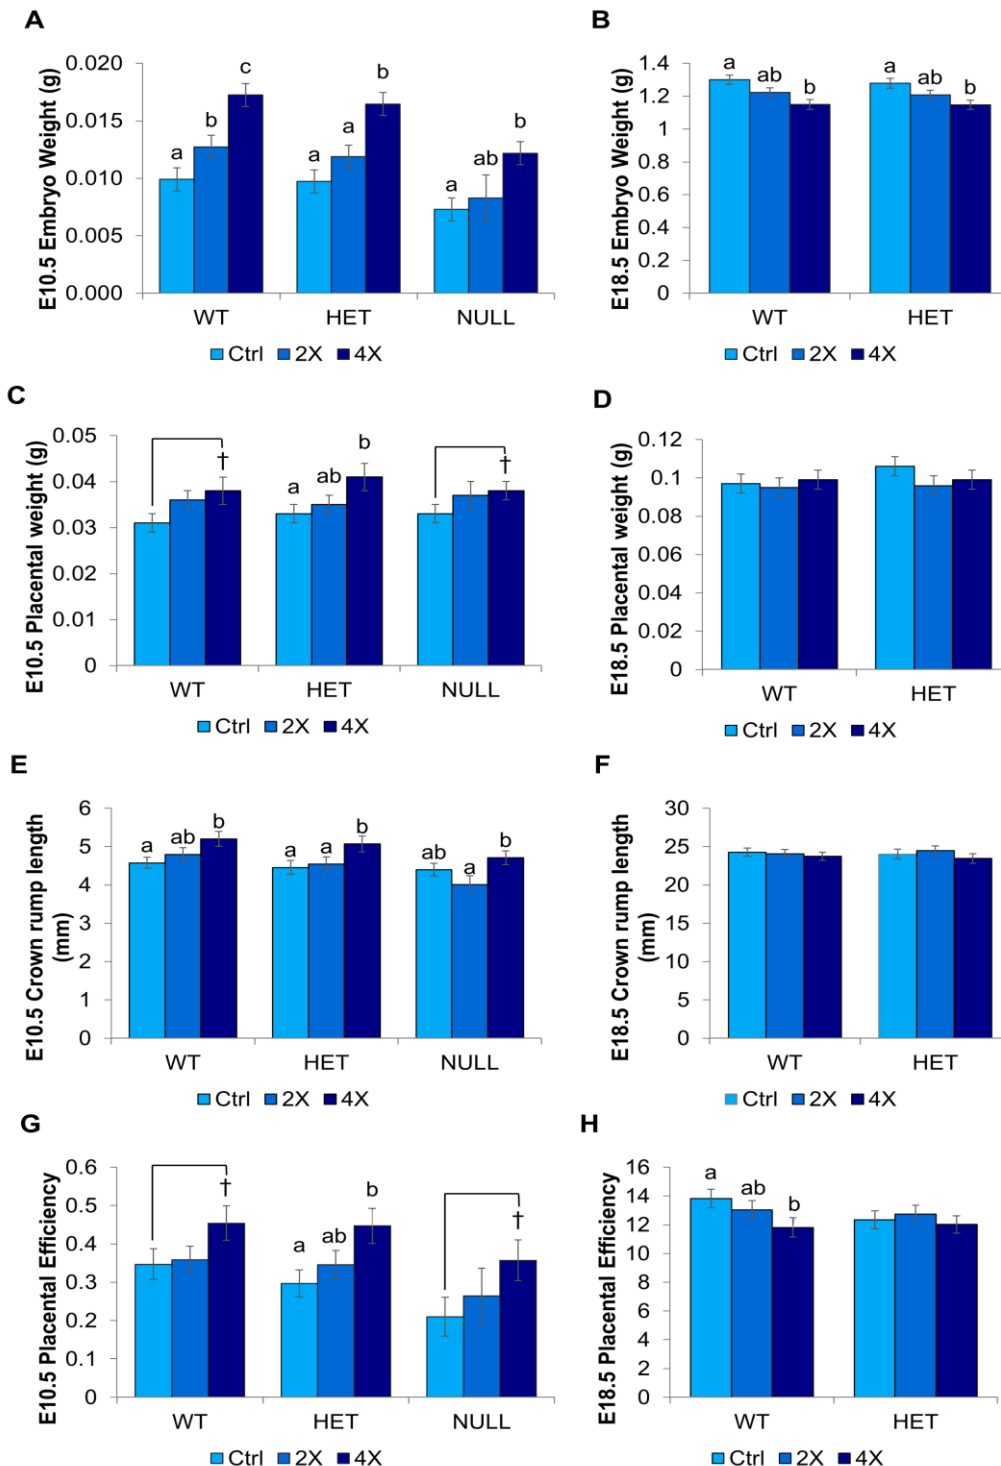 A
E10.5 Embryo Weight (g)
0.020
0.015
0.010
0.005
0.000
a b c
a a b
a ab b
WT HET NULL
Ctrl 2X 4X
B
E18.5 Embryo Weight (g)
1.4
1.2
1
0.8
0.6
0.4
0.2
0
a ab b
a ab b
WT HET
Ctrl 2X 4X
C
E10.5 Placental weight (g)
0.05
0.04
0.03
0.02
0.01
0
†
a ab b
†
WT HET NULL
Ctrl 2X 4X
D
E18.5 Placental weight (g)
0.12
0.1
0.08
0.06
0.04
0.02
0
WT HET
Ctrl 2X 4X
E
E10.5 Crown rump length
(mm)
6
5
4
3
2
1
0
a ab b
a a b
ab a b
WT HET NULL
Ctrl 2X 4X
F
E18.5 Crown rump length
(mm)
30
25
20
15
10
5
0
WT HET
Ctrl 2X 4X
G
E10.5 Placental Efficiency
0.6
0.5
0.4
0.3
0.2
0.1
0
†
a ab b
†
WT HET NULL
Ctrl 2X 4X
H
E18.5 Placental Efficiency
16
14
12
10
8
6
4
2
0
a ab b
WT HET
Ctrl 2X 4X